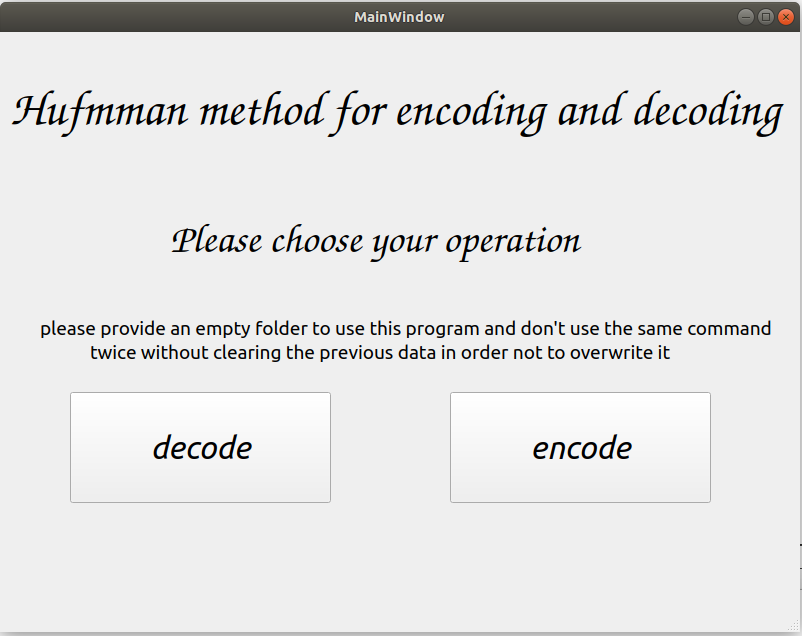 MainWindow
Hufmman method for encoding and decoding
Please choose your operation
please provide an empty folder to use this program and don't use the same command
twice without clearing the previous data in order not to overwrite it
decode
encode